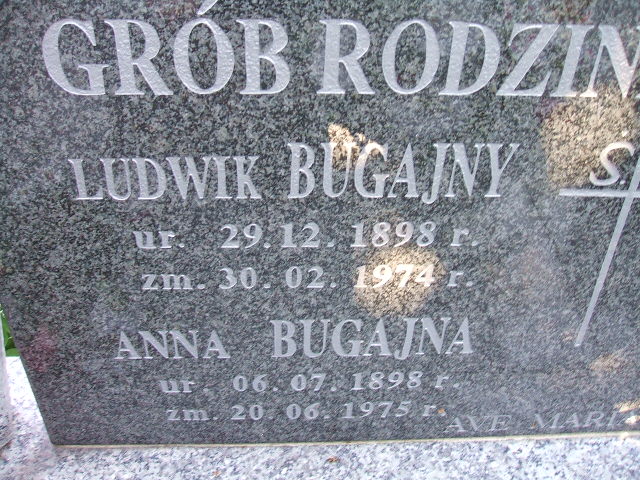 GRÓB RODZIN
Ś.
LUDWIK BUGAJNY
ur. 29.12.1898 r.
zm. 30.02.1974 r.
ANNA BUGAJNA
ur. 06.07.1898 r.
zm. 20.06.1975 r.
AVE MARIA